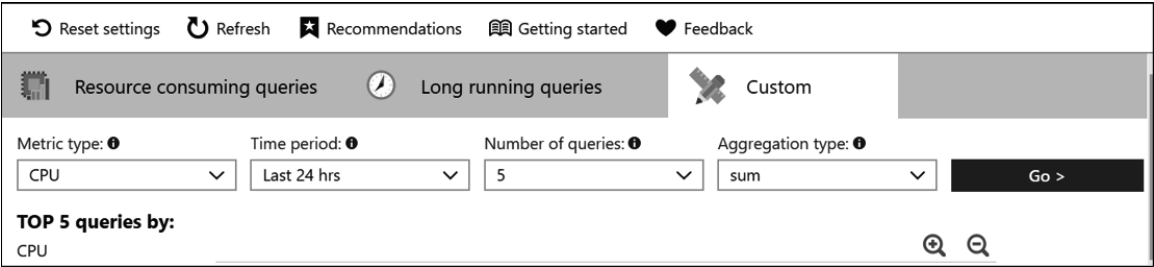 Reset settings Refresh Recommendations Getting started Feedback
Resource consuming queries Long running queries Custom
Metric type: Time period: Number of queries: Aggregation type:
CPU Last 24 hrs 5 sum Go >
TOP 5 queries by:
CPU